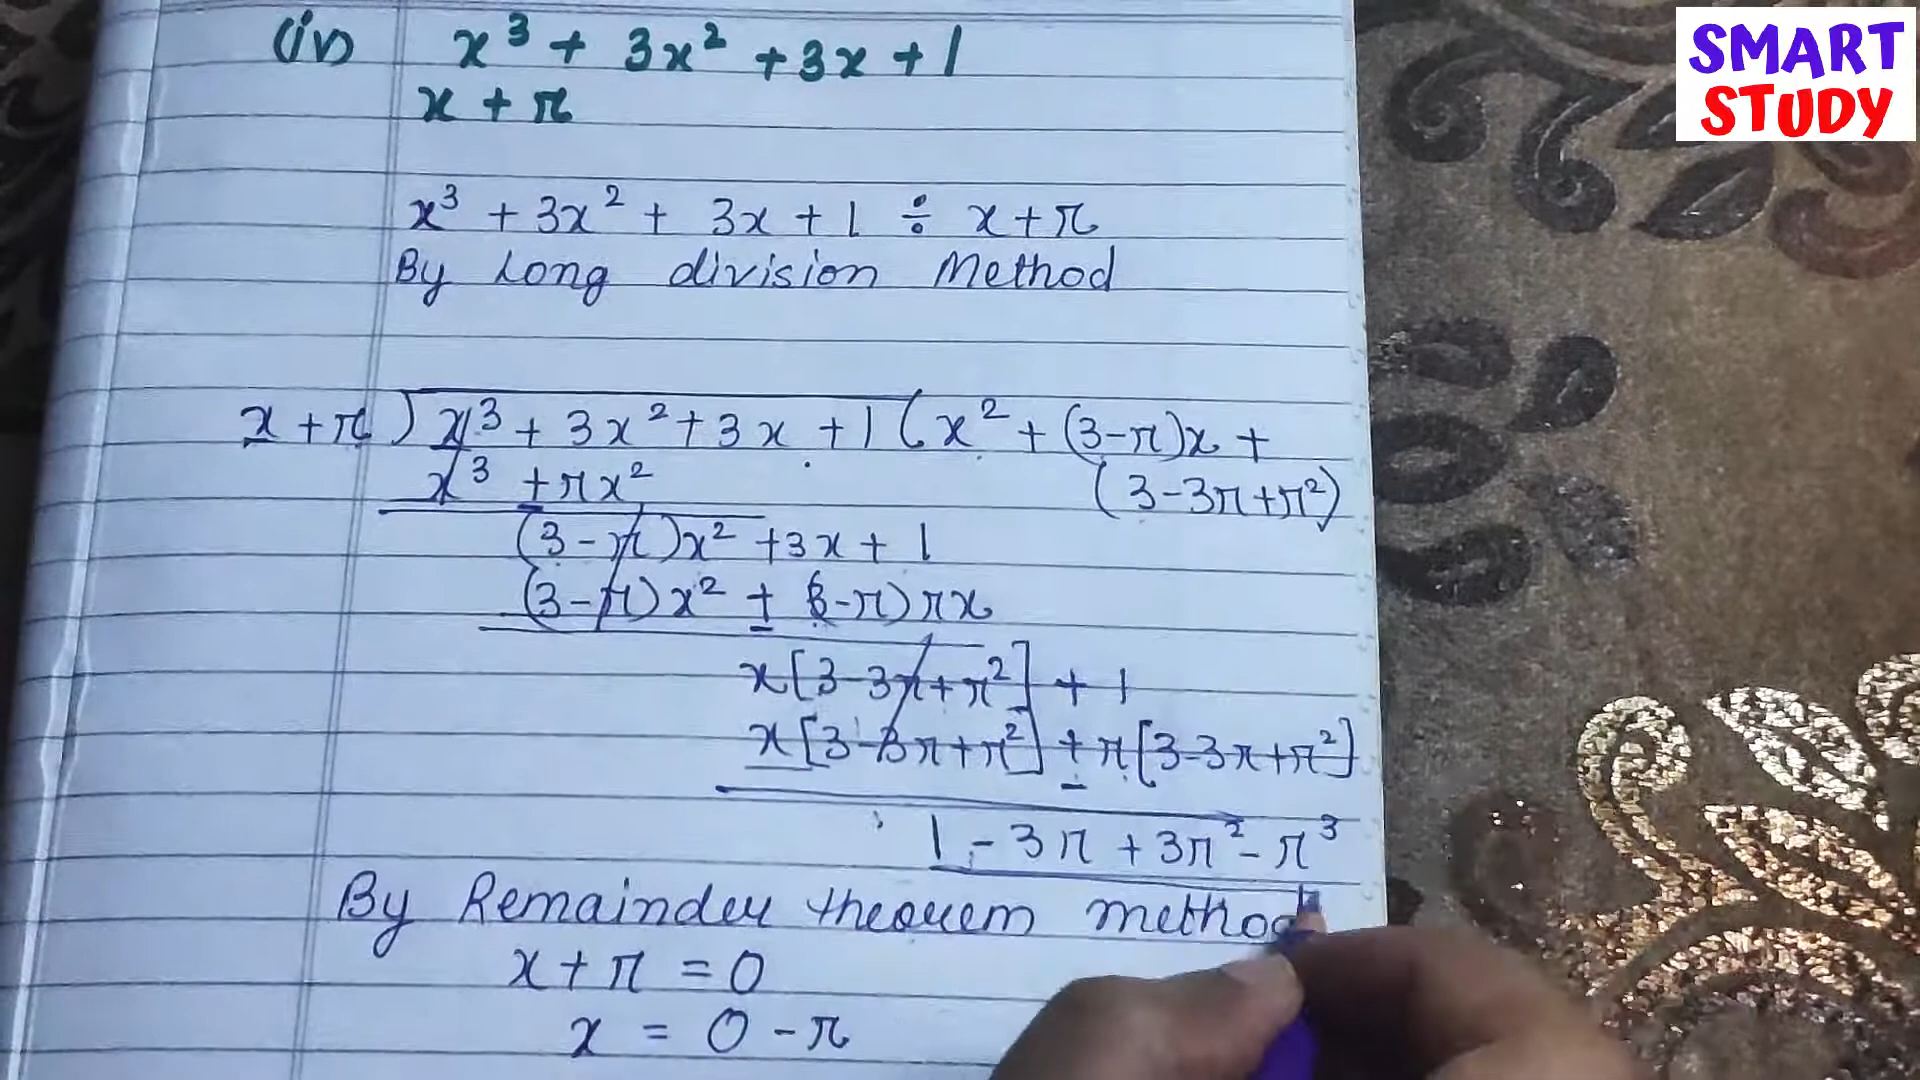 (iv) x³ + 3x² + 3x + 1
x + π
x³ + 3x² + 3x + 1 ÷ x + π
By Long division Method
x + π ) x³ + 3x² + 3x + 1 ( x² + (3-π)x +
x³ + πx² (3-3π+π²)
(3-π)x² + 3x + 1
(3-π)x² ± (3-π)πx
x[3-3π+π²] + 1
x[3-3π+π²] ± π[3-3π+π²]
1 - 3π + 3π² - π³
By Remainder theorem method
x + π = 0
x = 0 - π
SMART
STUDY